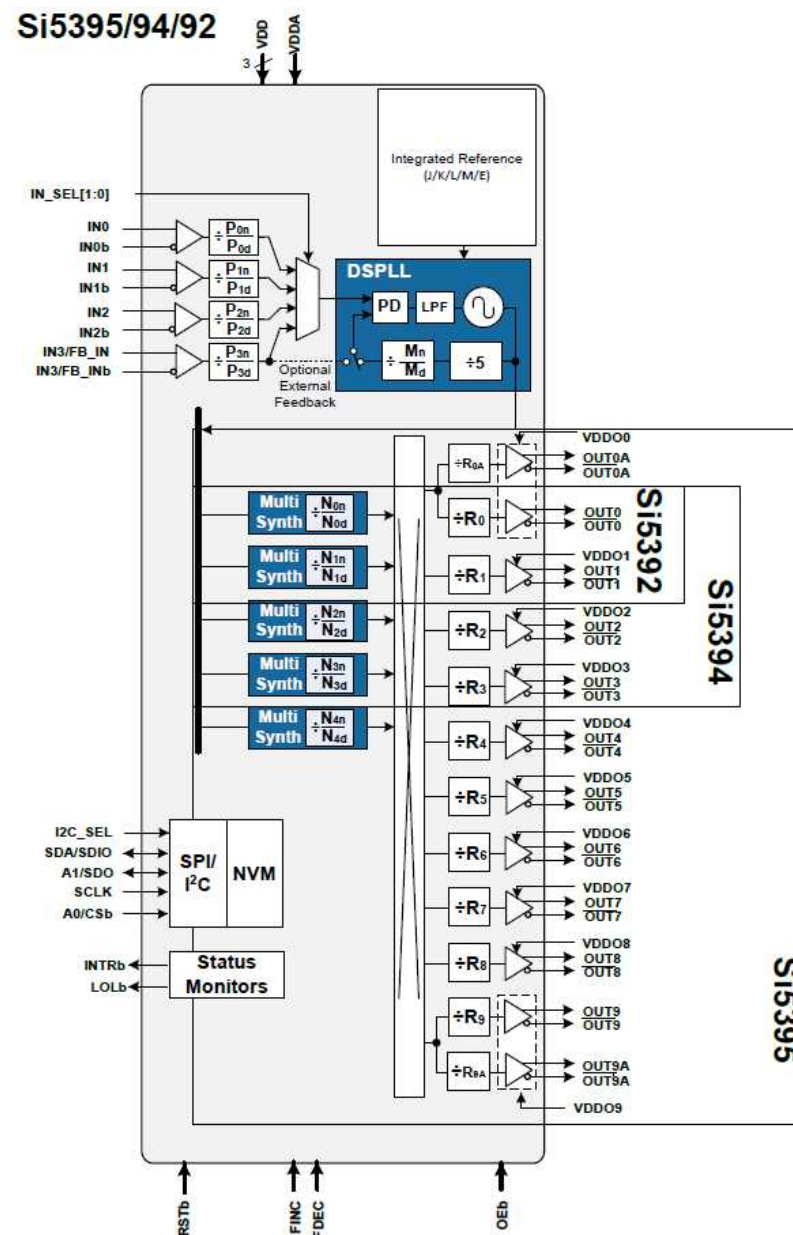 Si5395/94/92
VDD
VDDA
3
Integrated Reference
(J/K/L/M/E)
IN_SEL[1:0]
IN0
IN0b
÷ P0n
P0d
IN1
IN1b
÷ P1n
P1d
IN2
IN2b
÷ P2n
P2d
IN3/FB_IN
IN3/FB_INb
÷ P3n
P3d
DSPLL
PD
LPF
÷ Mn
Md
÷5
Optional
External
Feedback
Multi
Synth
÷ N0n
N0d
Multi
Synth
÷ N1n
N1d
Multi
Synth
÷ N2n
N2d
Multi
Synth
÷ N3n
N3d
Multi
Synth
÷ N4n
N4d
÷R0A
VDDO0
OUT0A
OUT0A
÷R0
OUT0
OUT0
÷R1
VDDO1
OUT1
OUT1
÷R2
VDDO2
OUT2
OUT2
÷R3
VDDO3
OUT3
OUT3
÷R4
VDDO4
OUT4
OUT4
÷R5
VDDO5
OUT5
OUT5
÷R6
VDDO6
OUT6
OUT6
÷R7
VDDO7
OUT7
OUT7
÷R8
VDDO8
OUT8
OUT8
÷R9
OUT9
OUT9
÷R9A
OUT9A
OUT9A
VDDO9
Si5392
Si5394
Si5395
I2C_SEL
SDA/SDIO
A1/SDO
SCLK
A0/CSb
SPI/
I²C
NVM
INTRb
LOLb
Status
Monitors
RSTb
FINC
FDEC
OEb